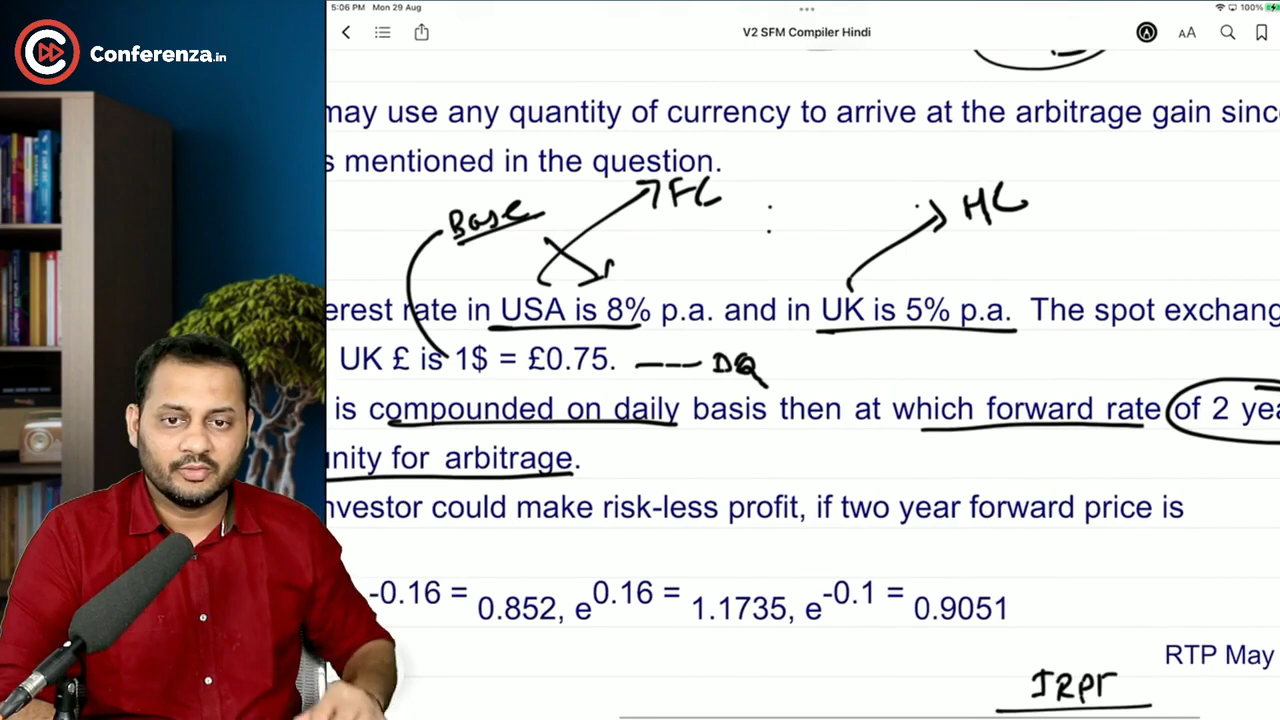 5:06 PM Mon 29 Aug
100%
Conferenza.in
V2 SFM Compiler Hindi
AA
may use any quantity of currency to arrive at the arbitrage gain sinc
s mentioned in the question.
Base
FC
:
HC
erest rate in USA is 8% p.a. and in UK is 5% p.a. The spot exchang
UK £ is 1$ = £0.75. --- DQ
is compounded on daily basis then at which forward rate of 2 yea
unity for arbitrage.
nvestor could make risk-less profit, if two year forward price is
-0.16 = 0.852, e0.16 = 1.1735, e-0.1 = 0.9051
RTP May
IRPT